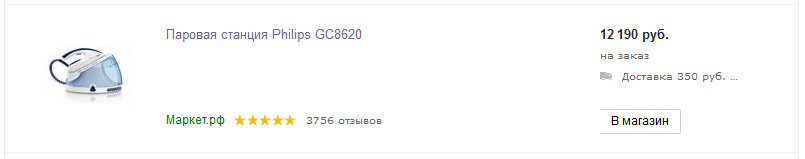 Паровая станция Philips GC8620
12 190 руб.
на заказ
Доставка 350 руб. ...
Маркет.рф 3756 отзывов
В магазин